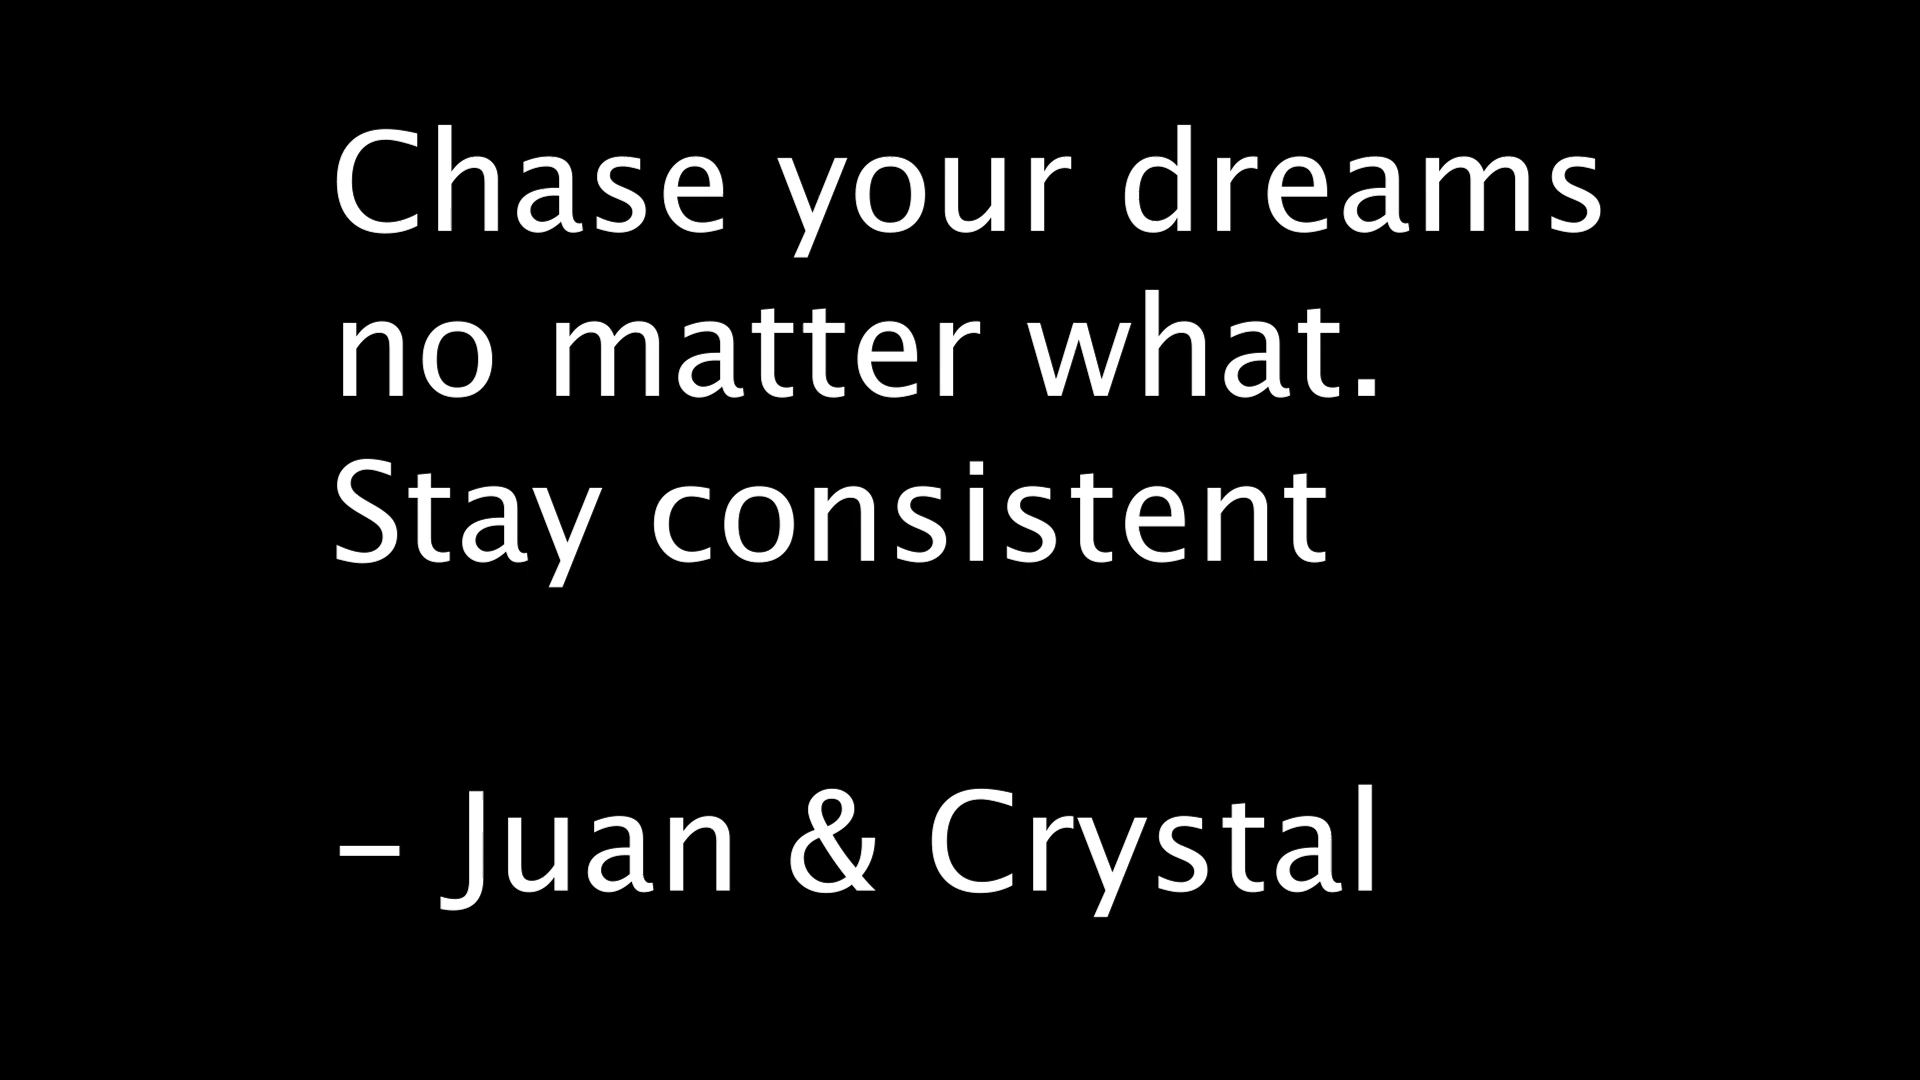 Chase your dreams
no matter what.
Stay consistent
– Juan & Crystal